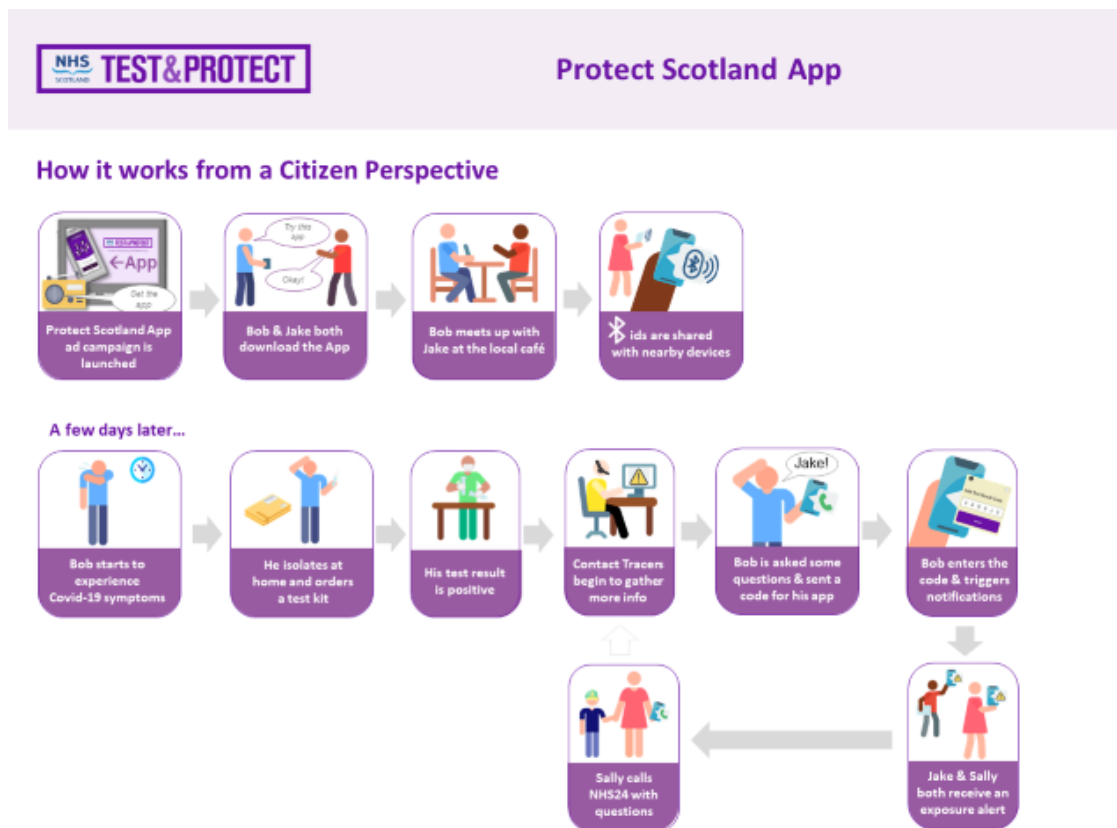 NHS
SCOTLAND
TEST&PROTECT
Protect Scotland App
How it works from a Citizen Perspective
TEST&PROTECT
←App
Get the
app
Protect Scotland App
ad campaign is
launched
Try this
app
Okay!
Bob & Jake both
download the App
Bob meets up with
Jake at the local café
ids are shared
with nearby devices
A few days later...
Bob starts to
experience
Covid-19 symptoms
He isolates at
home and orders
a test kit
His test result
is positive
Contact Tracers
begin to gather
more info
Jake!
Bob is asked some
questions & sent a
code for his app
Bob enters the
code & triggers
notifications
Sally calls
NHS24 with
questions
Jake & Sally
both receive an
exposure alert